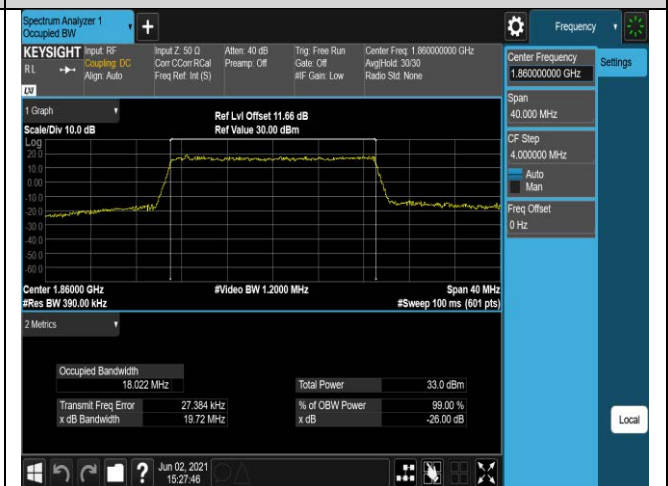 Spectrum Analyzer 1
Occupied BW
+
Frequency
KEYSIGHT
RL
Input: RF
Coupling: DC
Align: Auto
Input Z: 50 Ω
Corr CCorr RCal
Freq Ref: Int (S)
Atten: 40 dB
Preamp: Off
Trig: Free Run
Gate: Off
#IF Gain: Low
Center Freq: 1.860000000 GHz
Avg|Hold: 30/30
Radio Std: None
LXI
Center Frequency
1.860000000 GHz
Settings
Span
40.000 MHz
CF Step
4.000000 MHz
Auto
Man
Freq Offset
0 Hz
1 Graph
Scale/Div 10.0 dB
Ref Lvl Offset 11.66 dB
Ref Value 30.00 dBm
Log
20.0
10.0
0.00
-10.0
-20.0
-30.0
-40.0
-50.0
-60.0
Center 1.86000 GHz
#Res BW 390.00 kHz
#Video BW 1.2000 MHz
Span 40 MHz
#Sweep 100 ms (601 pts)
2 Metrics
Occupied Bandwidth
18.022 MHz
Total Power 33.0 dBm
Transmit Freq Error 27.384 kHz
% of OBW Power 99.00 %
x dB Bandwidth 19.72 MHz
x dB -26.00 dB
Local
?
Jun 02, 2021
15:27:46